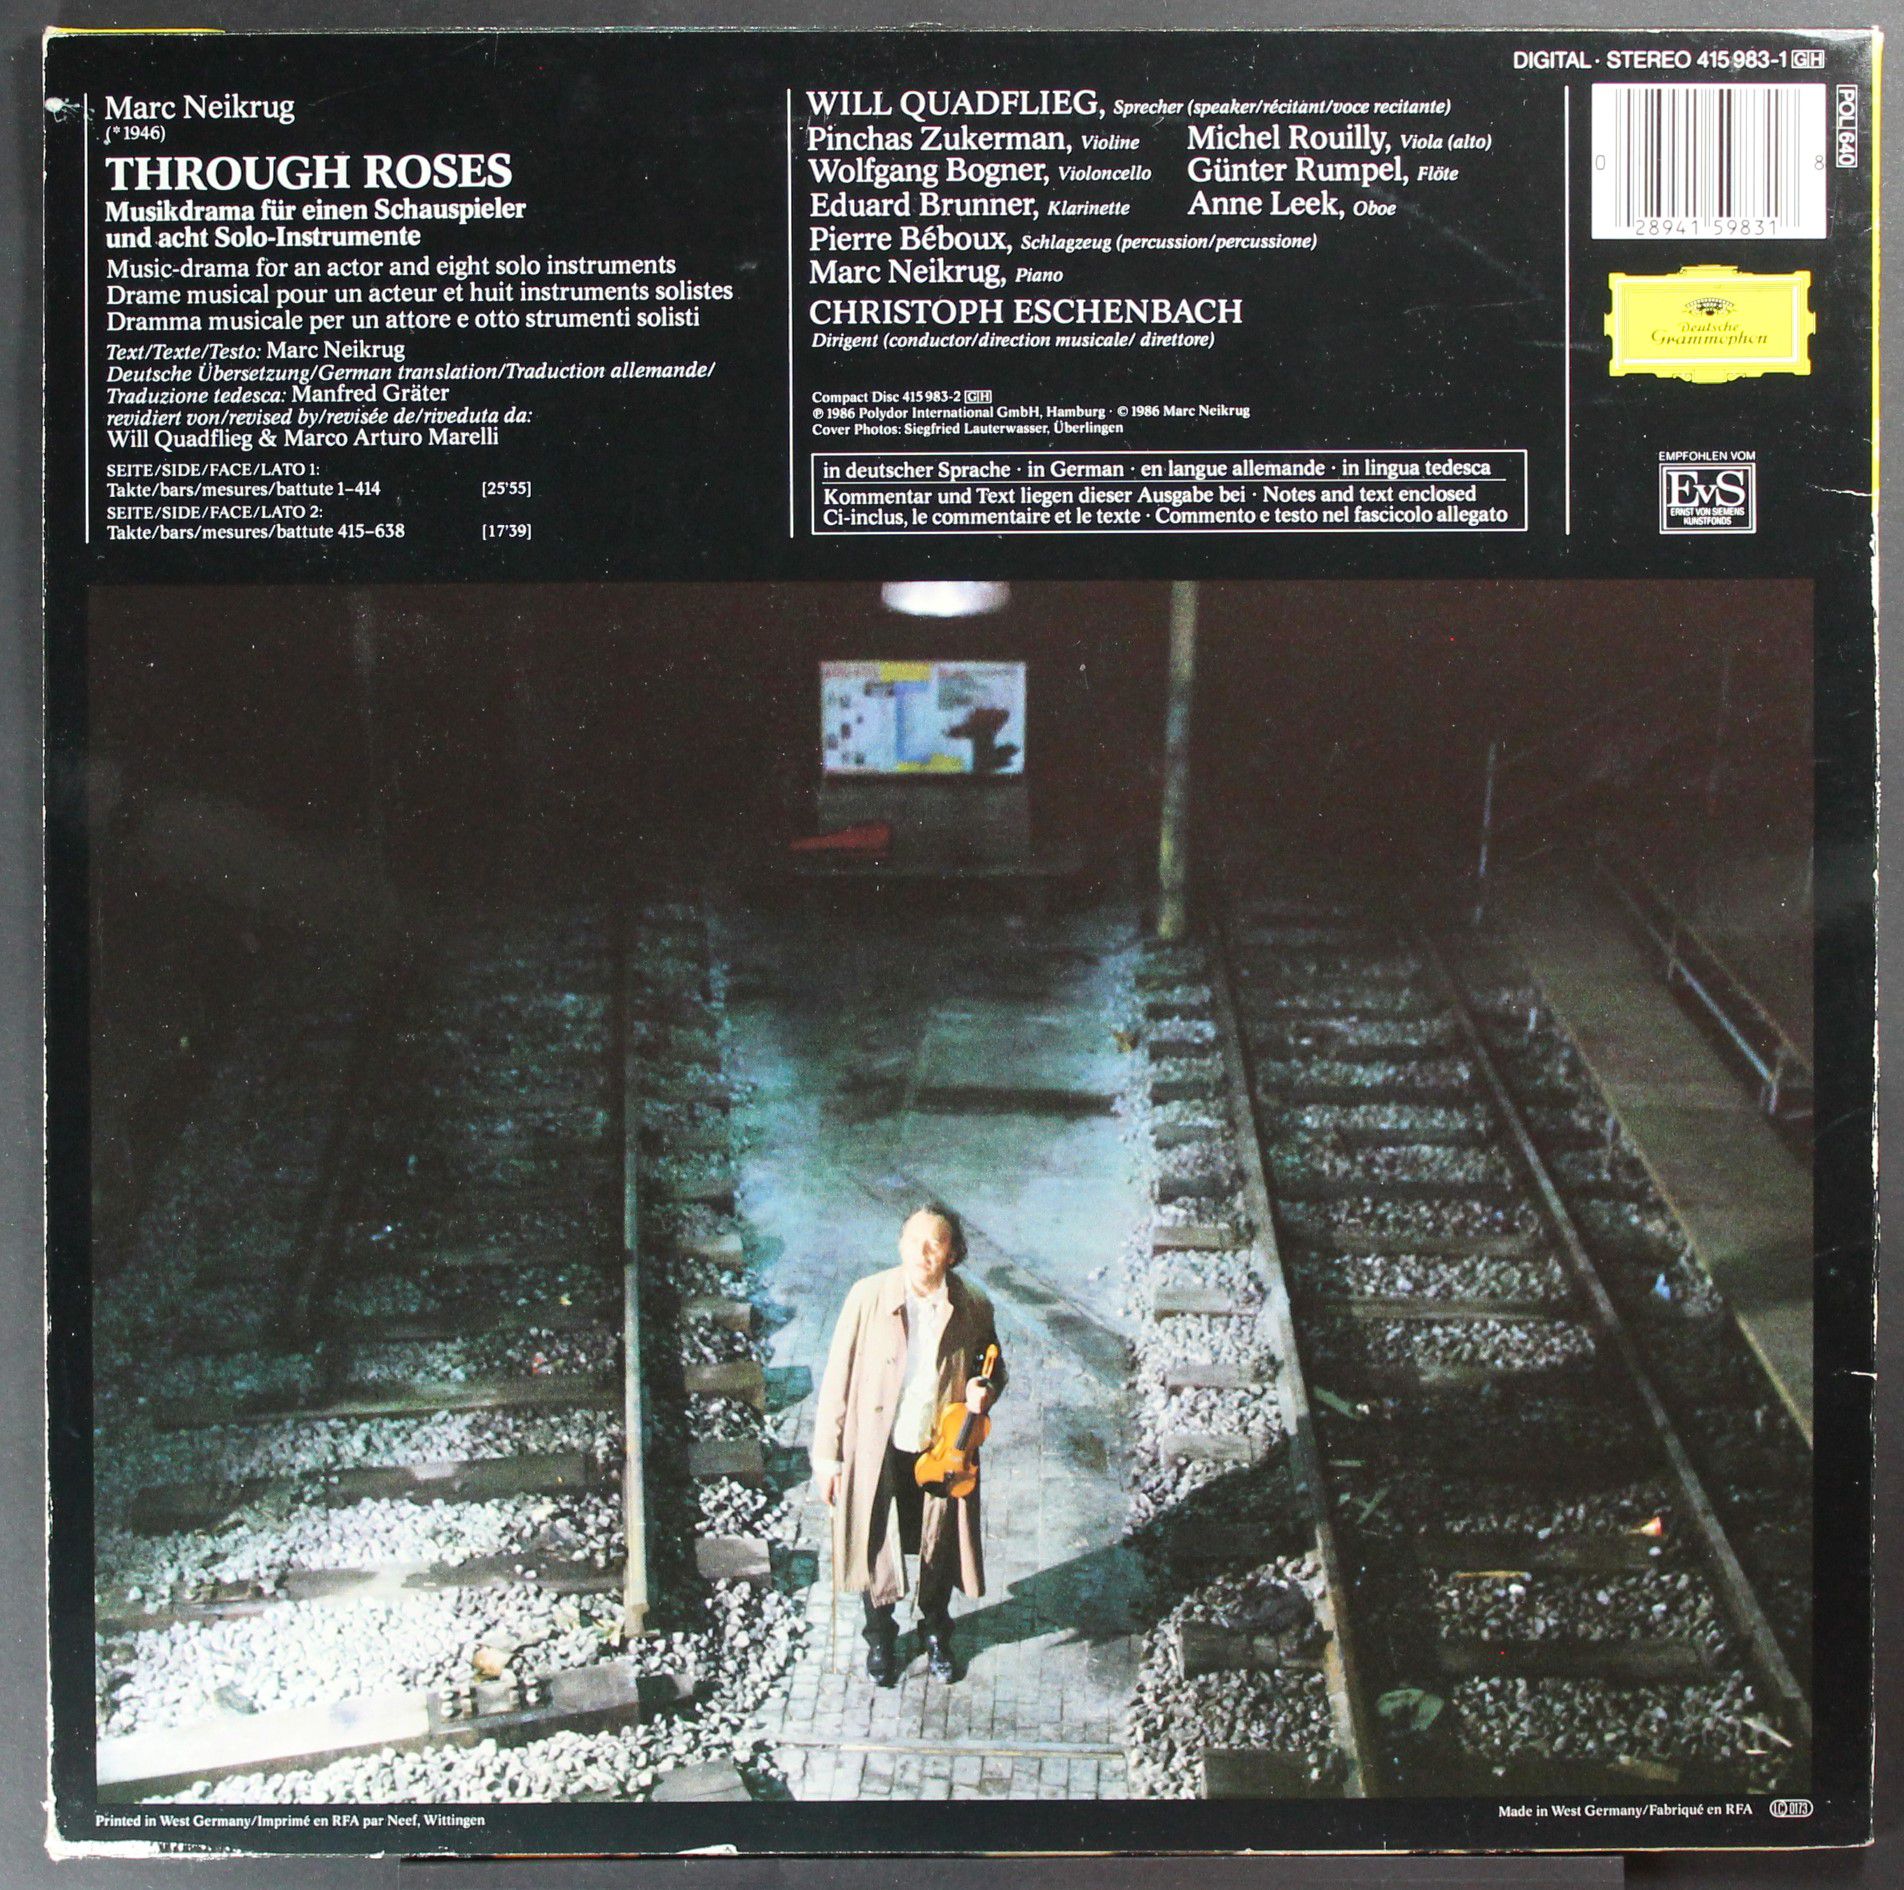 DIGITAL · STEREO 415 983-1 GH
Marc Neikrug
(*1946)
THROUGH ROSES
Musikdrama für einen Schauspieler
und acht Solo-Instrumente
Music-drama for an actor and eight solo instruments
Drame musical pour un acteur et huit instruments solistes
Dramma musicale per un attore e otto strumenti solisti
Text/Texte/Testo: Marc Neikrug
Deutsche Übersetzung/German translation/Traduction allemande/
Traduzione tedesca: Manfred Gräter
revidiert von/revised by/revisée de/riveduta da:
Will Quadflieg & Marco Arturo Marelli
SEITE/SIDE/FACE/LATO 1:
Takte/bars/mesures/battute 1–414 [25'55]
SEITE/SIDE/FACE/LATO 2:
Takte/bars/mesures/battute 415–638 [17'39]
WILL QUADFLIEG, Sprecher (speaker/récitant/voce recitante)
Pinchas Zukerman, Violine Michel Rouilly, Viola (alto)
Wolfgang Bogner, Violoncello Günter Rumpel, Flöte
Eduard Brunner, Klarinette Anne Leek, Oboe
Pierre Béboux, Schlagzeug (percussion/percussione)
Marc Neikrug, Piano
CHRISTOPH ESCHENBACH
Dirigent (conductor/direction musicale/ direttore)
Compact Disc 415 983-2 GH
℗ 1986 Polydor International GmbH, Hamburg · © 1986 Marc Neikrug
Cover Photos: Siegfried Lauterwasser, Überlingen
in deutscher Sprache · in German · en langue allemande · in lingua tedesca
Kommentar und Text liegen dieser Ausgabe bei · Notes and text enclosed
Ci-inclus, le commentaire et le texte · Commento e testo nel fascicolo allegato
POLI 640
0 28941 59831 8
Deutsche
Grammophon
EMPFOHLEN VOM
EvS
ERNST VON SIEMENS
KUNSTFONDS
Printed in West Germany/Imprimé en RFA par Neef, Wittingen
Made in West Germany/Fabriqué en RFA LC 0173